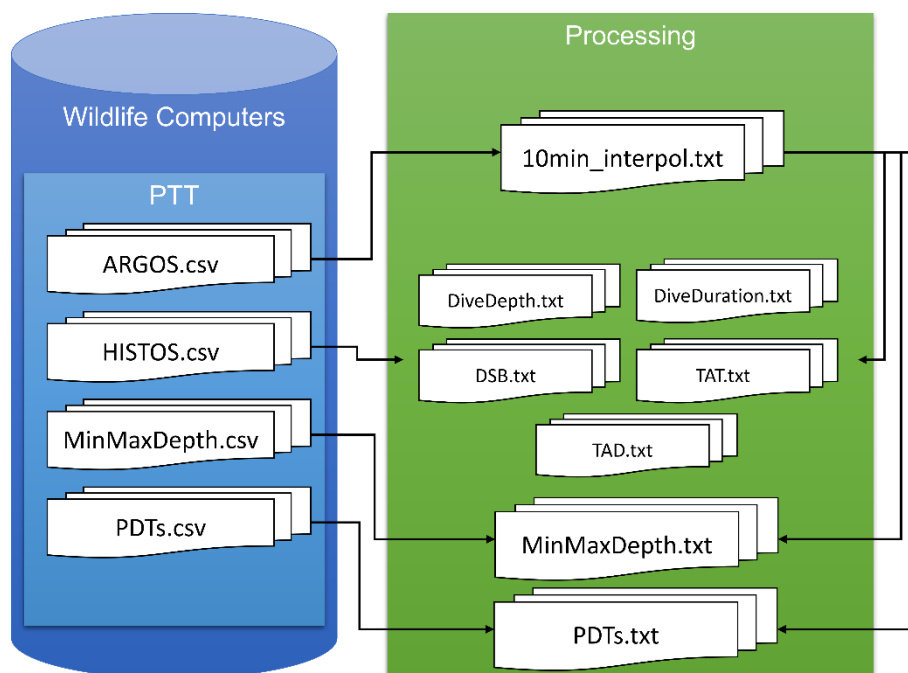 Wildlife Computers
PTT
ARGOS.csv
HISTOS.csv
MinMaxDepth.csv
PDTs.csv
Processing
10min_interpol.txt
DiveDepth.txt
DiveDuration.txt
DSB.txt
TAT.txt
TAD.txt
MinMaxDepth.txt
PDTs.txt